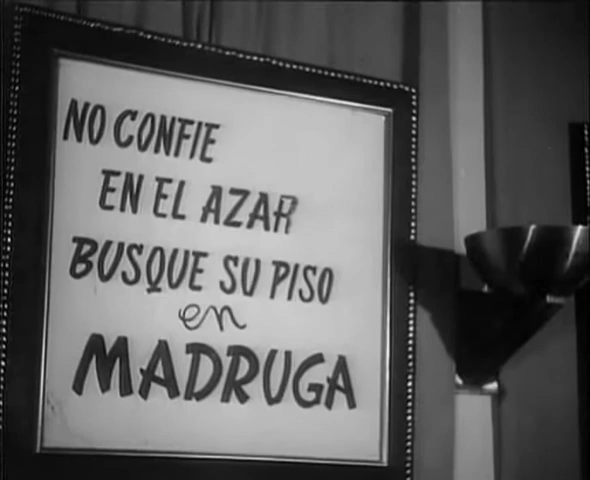 NO CONFIE
EN EL AZAR
BUSQUE SU PISO
en
MADRUGA